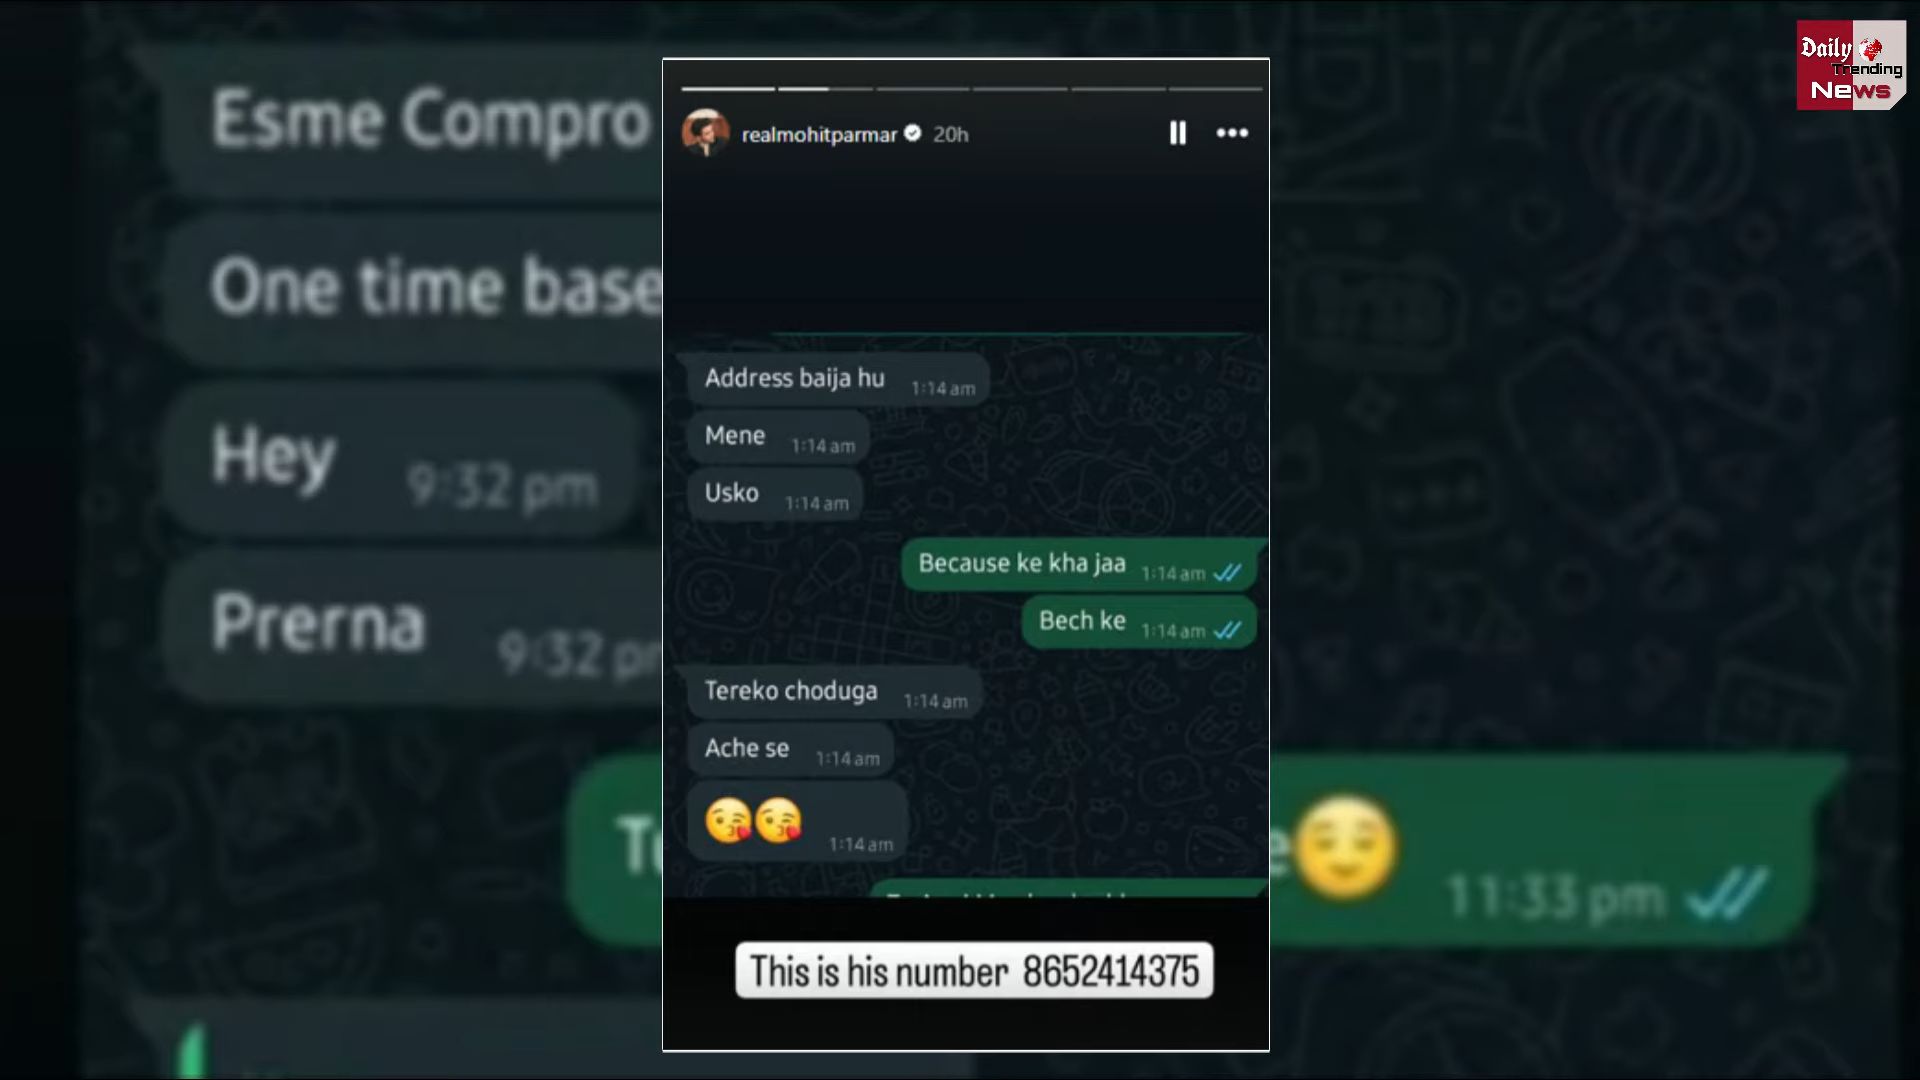 Daily
Trending
News
Esme Compro
One time base
Hey 9:32 pm
Prerna
11:33 pm
realmohitparmar 20h
Address baija hu 1:14 am
Mene 1:14 am
Usko 1:14 am
Because ke kha jaa 1:14 am
Bech ke 1:14 am
Tereko choduga 1:14 am
Ache se 1:14 am
😘😘 1:14 am
This is his number 8652414375